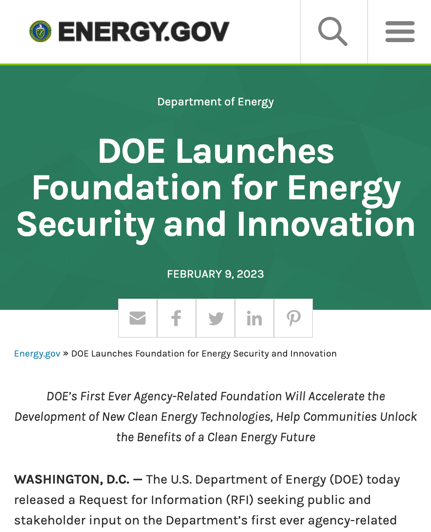 ENERGY.GOV
Department of Energy
DOE Launches
Foundation for Energy
Security and Innovation
FEBRUARY 9, 2023
Energy.gov » DOE Launches Foundation for Energy Security and Innovation
DOE’s First Ever Agency-Related Foundation Will Accelerate the
Development of New Clean Energy Technologies, Help Communities Unlock
the Benefits of a Clean Energy Future
WASHINGTON, D.C. — The U.S. Department of Energy (DOE) today
released a Request for Information (RFI) seeking public and
stakeholder input on the Department’s first ever agency-related